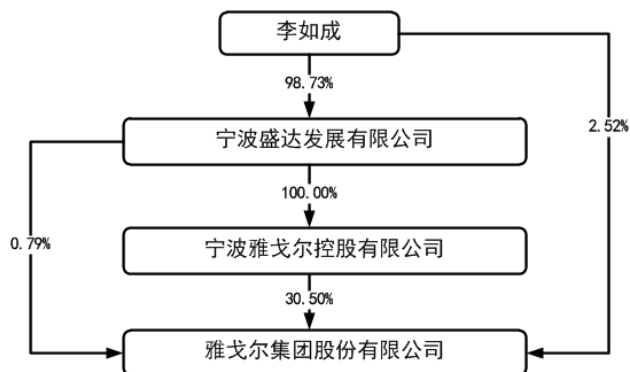 李如成
98.73%
2.52%
宁波盛达发展有限公司
100.00%
0.79%
宁波雅戈尔控股有限公司
30.50%
雅戈尔集团股份有限公司